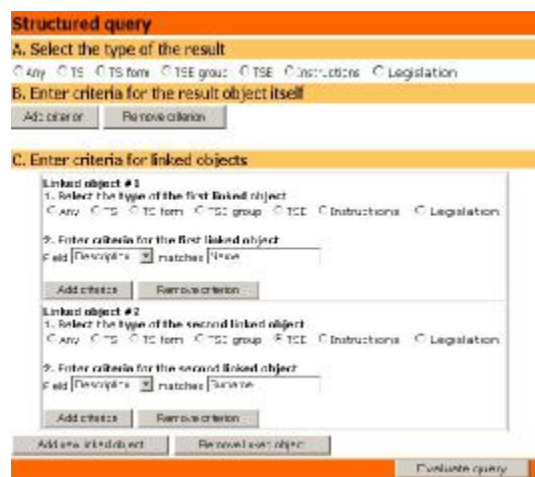 Structured query
A. Select the type of the result
Any TS TS form TSE group TSE Instructions Legislation
B. Enter criteria for the result object itself
Add criterion Remove criterion
C. Enter criteria for linked objects
Linked object #1
1. Select the type of the first linked object
Any TS TS form TSE group TSE Instructions Legislation
2. Enter criteria for the first linked object
Field Description matches Name
Add criterion Remove criterion
Linked object #2
1. Select the type of the second linked object
Any TS TS form TSE group TSE Instructions Legislation
2. Enter criteria for the second linked object
Field Description matches Surname
Add criterion Remove criterion
Add new linked object Remove linked object
Evaluate query